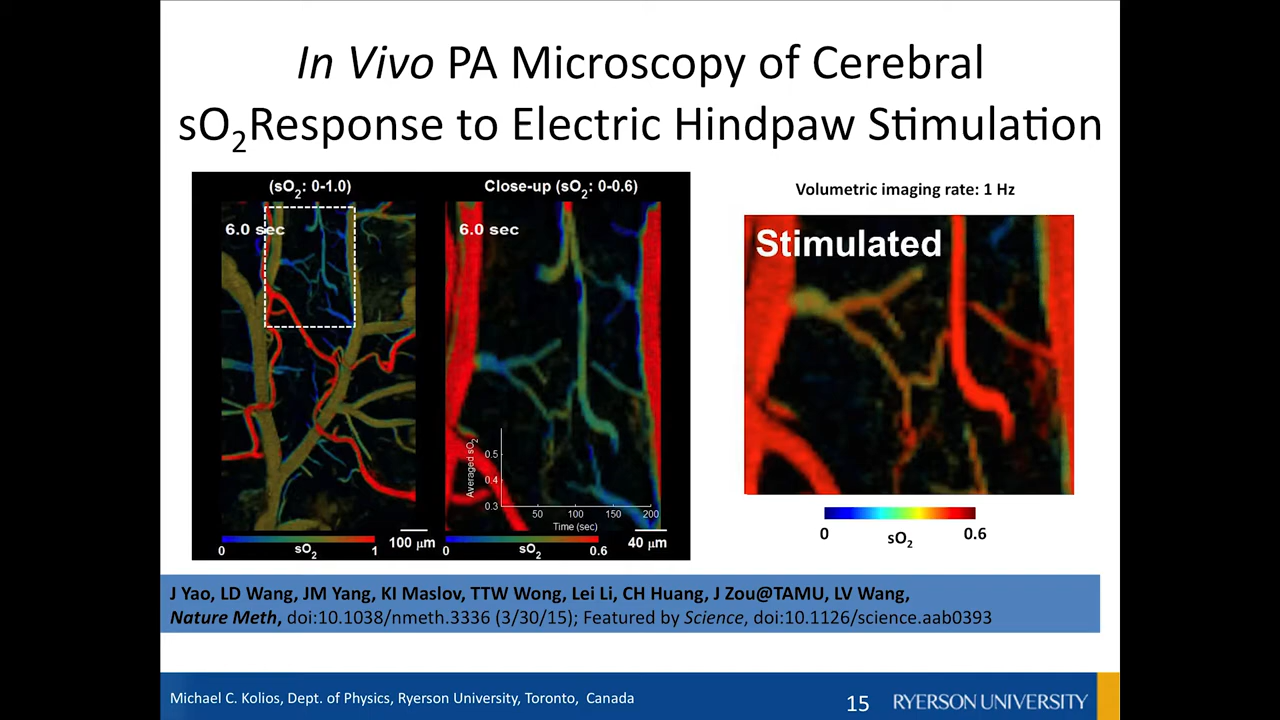 In Vivo PA Microscopy of Cerebral
sO2Response to Electric Hindpaw Stimulation
(sO2: 0-1.0)
Close-up (sO2: 0-0.6)
Volumetric imaging rate: 1 Hz
6.0 sec
6.0 sec
Stimulated
Averaged sO2
0.5
0.4
0.3
50 100 150 200
Time (sec)
100 µm
40 µm
0 sO2 1
0 sO2 0.6
0 sO2 0.6
J Yao, LD Wang, JM Yang, KI Maslov, TTW Wong, Lei Li, CH Huang, J Zou@TAMU, LV Wang,
Nature Meth, doi:10.1038/nmeth.3336 (3/30/15); Featured by Science, doi:10.1126/science.aab0393
Michael C. Kolios, Dept. of Physics, Ryerson University, Toronto, Canada
15
RYERSON UNIVERSITY